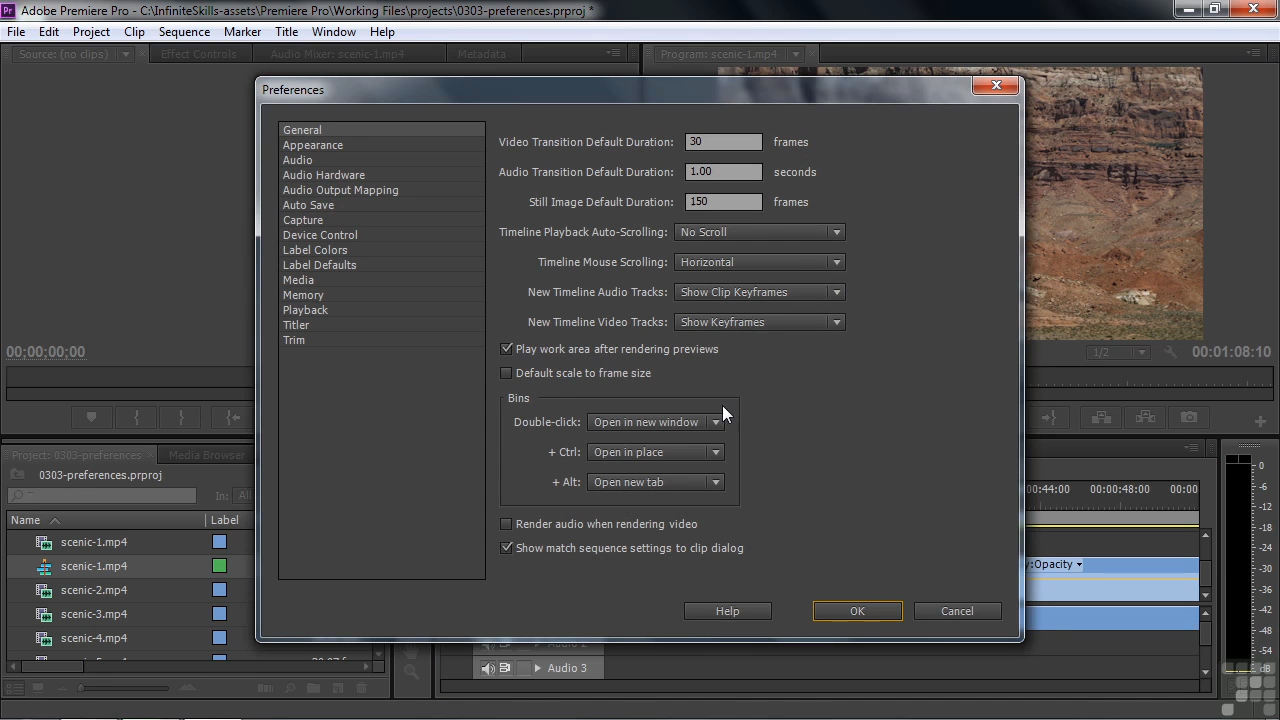 Adobe Premiere Pro - C:\InfiniteSkills-assets\Premiere Pro\Working Files\projects\0303-preferences.prproj *
File Edit Project Clip Sequence Marker Title Window Help
Source: (no clips) Effect Controls Audio Mixer: scenic-1.mp4 Metadata Program: scenic-1.mp4
Preferences
General
Appearance
Audio
Audio Hardware
Audio Output Mapping
Auto Save
Capture
Device Control
Label Colors
Label Defaults
Media
Memory
Playback
Titler
Trim
Video Transition Default Duration: 30 frames
Audio Transition Default Duration: 1.00 seconds
Still Image Default Duration: 150 frames
Timeline Playback Auto-Scrolling: No Scroll
Timeline Mouse Scrolling: Horizontal
New Timeline Audio Tracks: Show Clip Keyframes
New Timeline Video Tracks: Show Keyframes
Play work area after rendering previews
Default scale to frame size
Bins
Double-click: Open in new window
+ Ctrl: Open in place
+ Alt: Open new tab
Render audio when rendering video
Show match sequence settings to clip dialog
Help OK Cancel
00;00;00;00
1/2 00;01:08:10
Project: 0303-preferences Media Browser
0303-preferences.prproj
In: All
Name Label
scenic-1.mp4
scenic-1.mp4
scenic-2.mp4
scenic-3.mp4
scenic-4.mp4
00:44:00 00:00:48:00 00:00
y:Opacity
Audio 2
Audio 3
0
-6
-12
-18
-24
-30
-36
-42
-48
-54
dB